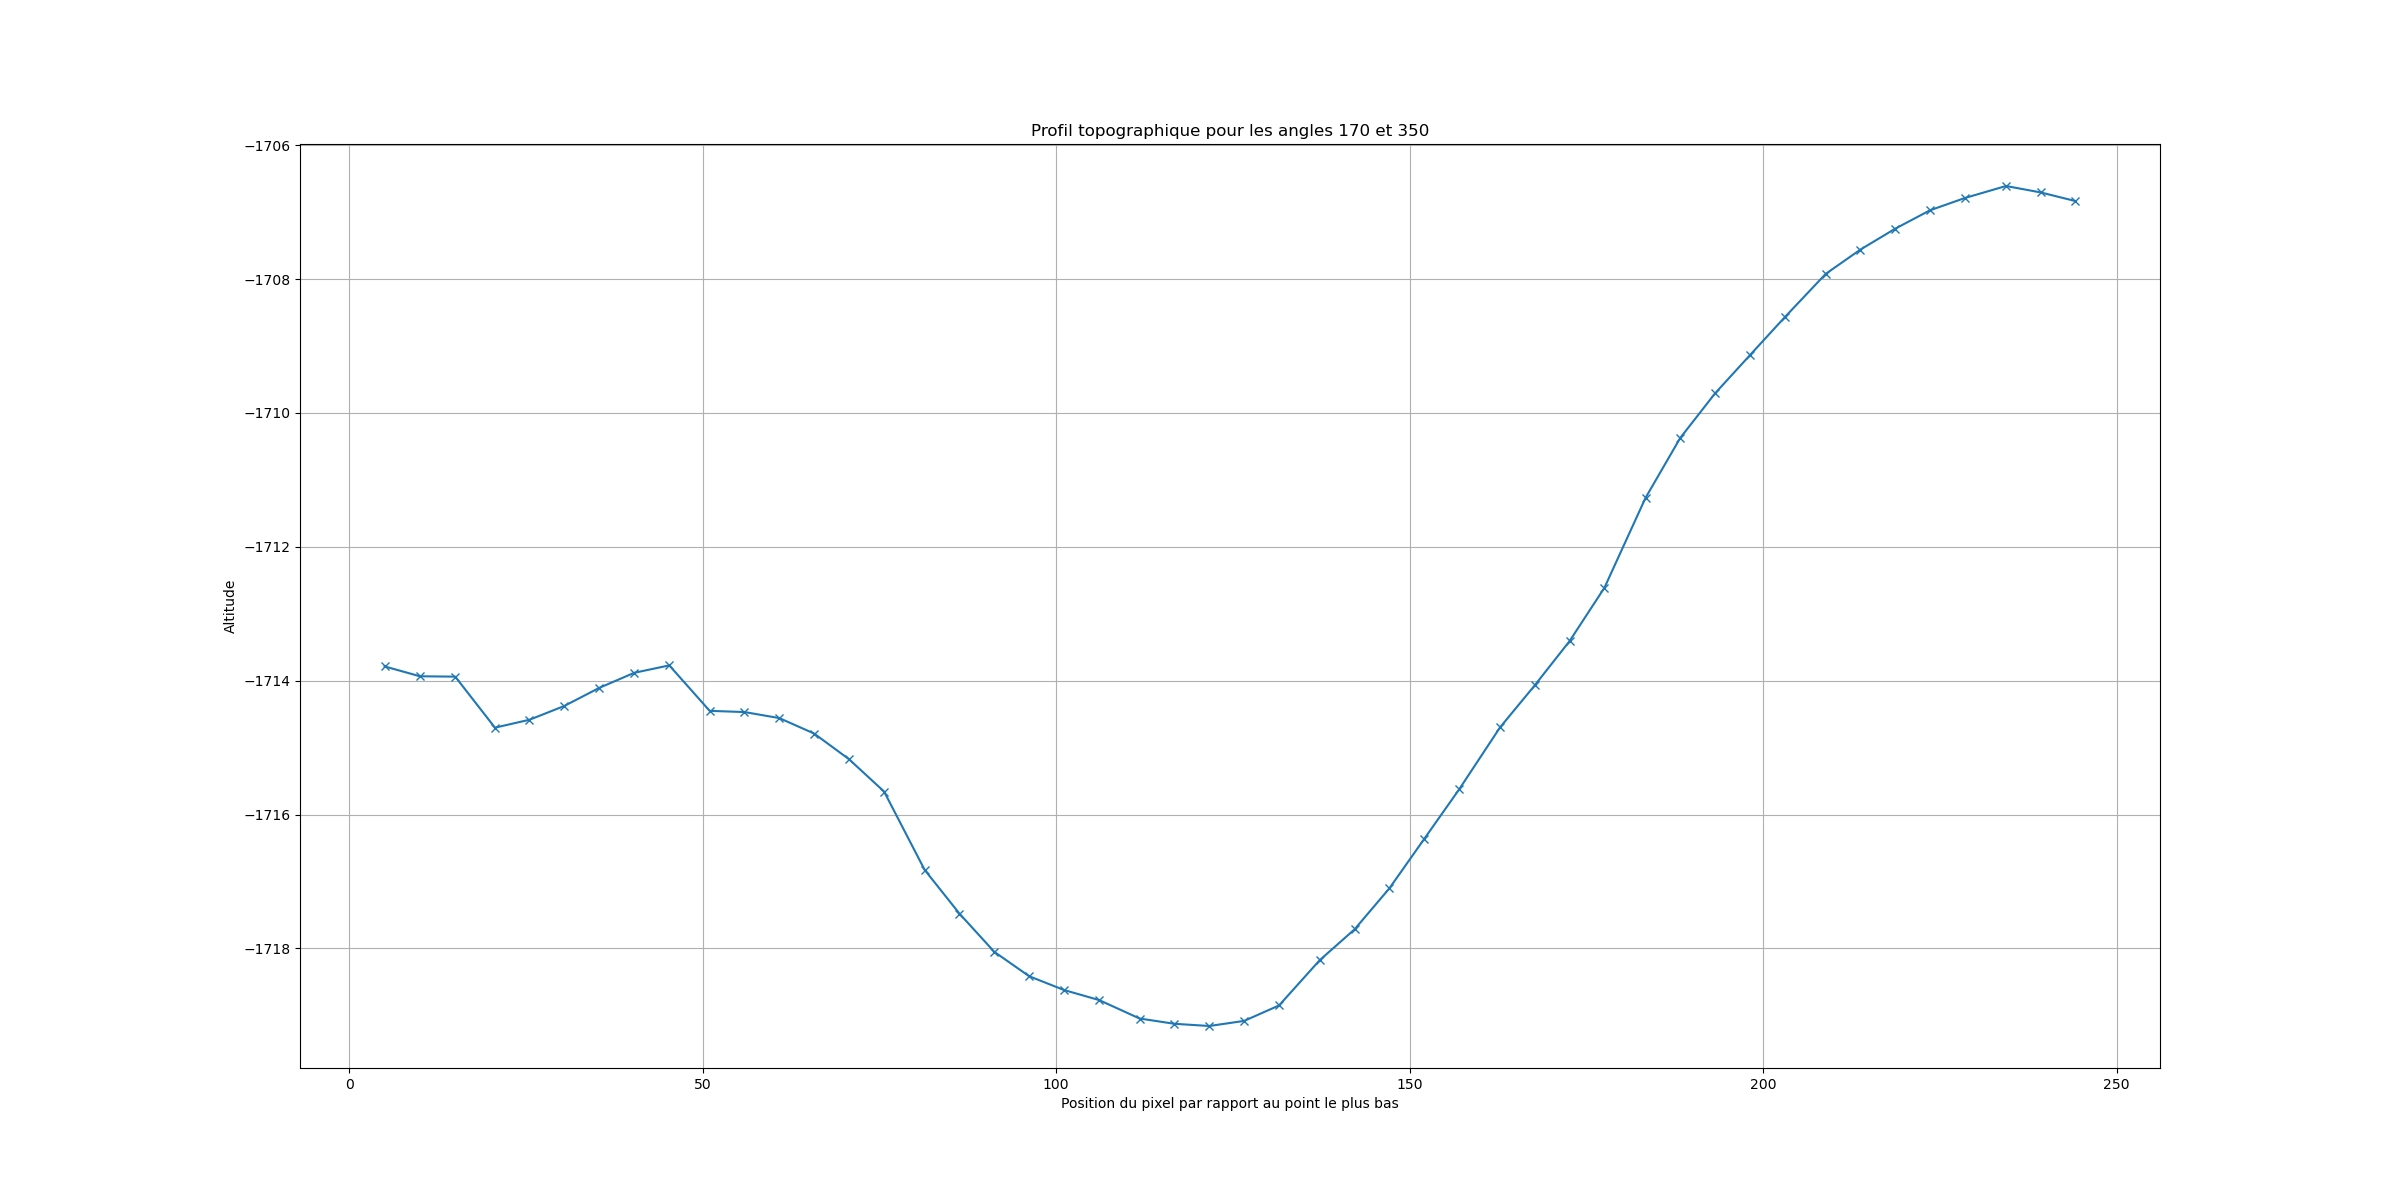 Profil topographique pour les angles 170 et 350
−1706
−1708
−1710
−1712
−1714
−1716
−1718
Altitude
0 50 100 150 200 250
Position du pixel par rapport au point le plus bas